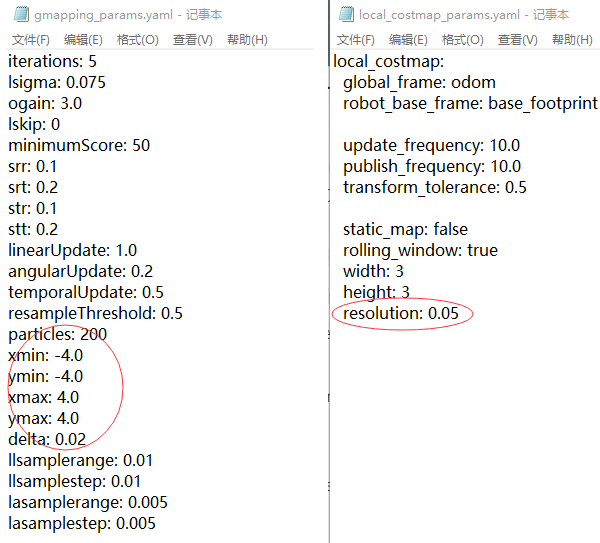 gmapping_params.yaml - 记事本
文件(F) 编辑(E) 格式(O) 查看(V) 帮助(H)
iterations: 5
lsigma: 0.075
ogain: 3.0
lskip: 0
minimumScore: 50
srr: 0.1
srt: 0.2
str: 0.1
stt: 0.2
linearUpdate: 1.0
angularUpdate: 0.2
temporalUpdate: 0.5
resampleThreshold: 0.5
particles: 200
xmin: -4.0
ymin: -4.0
xmax: 4.0
ymax: 4.0
delta: 0.02
llsamplerange: 0.01
llsamplestep: 0.01
lasamplerange: 0.005
lasamplestep: 0.005
local_costmap_params.yaml - 记事本
文件(F) 编辑(E) 格式(O) 查看(V) 帮助(H)
local_costmap:
global_frame: odom
robot_base_frame: base_footprint
update_frequency: 10.0
publish_frequency: 10.0
transform_tolerance: 0.5
static_map: false
rolling_window: true
width: 3
height: 3
resolution: 0.05